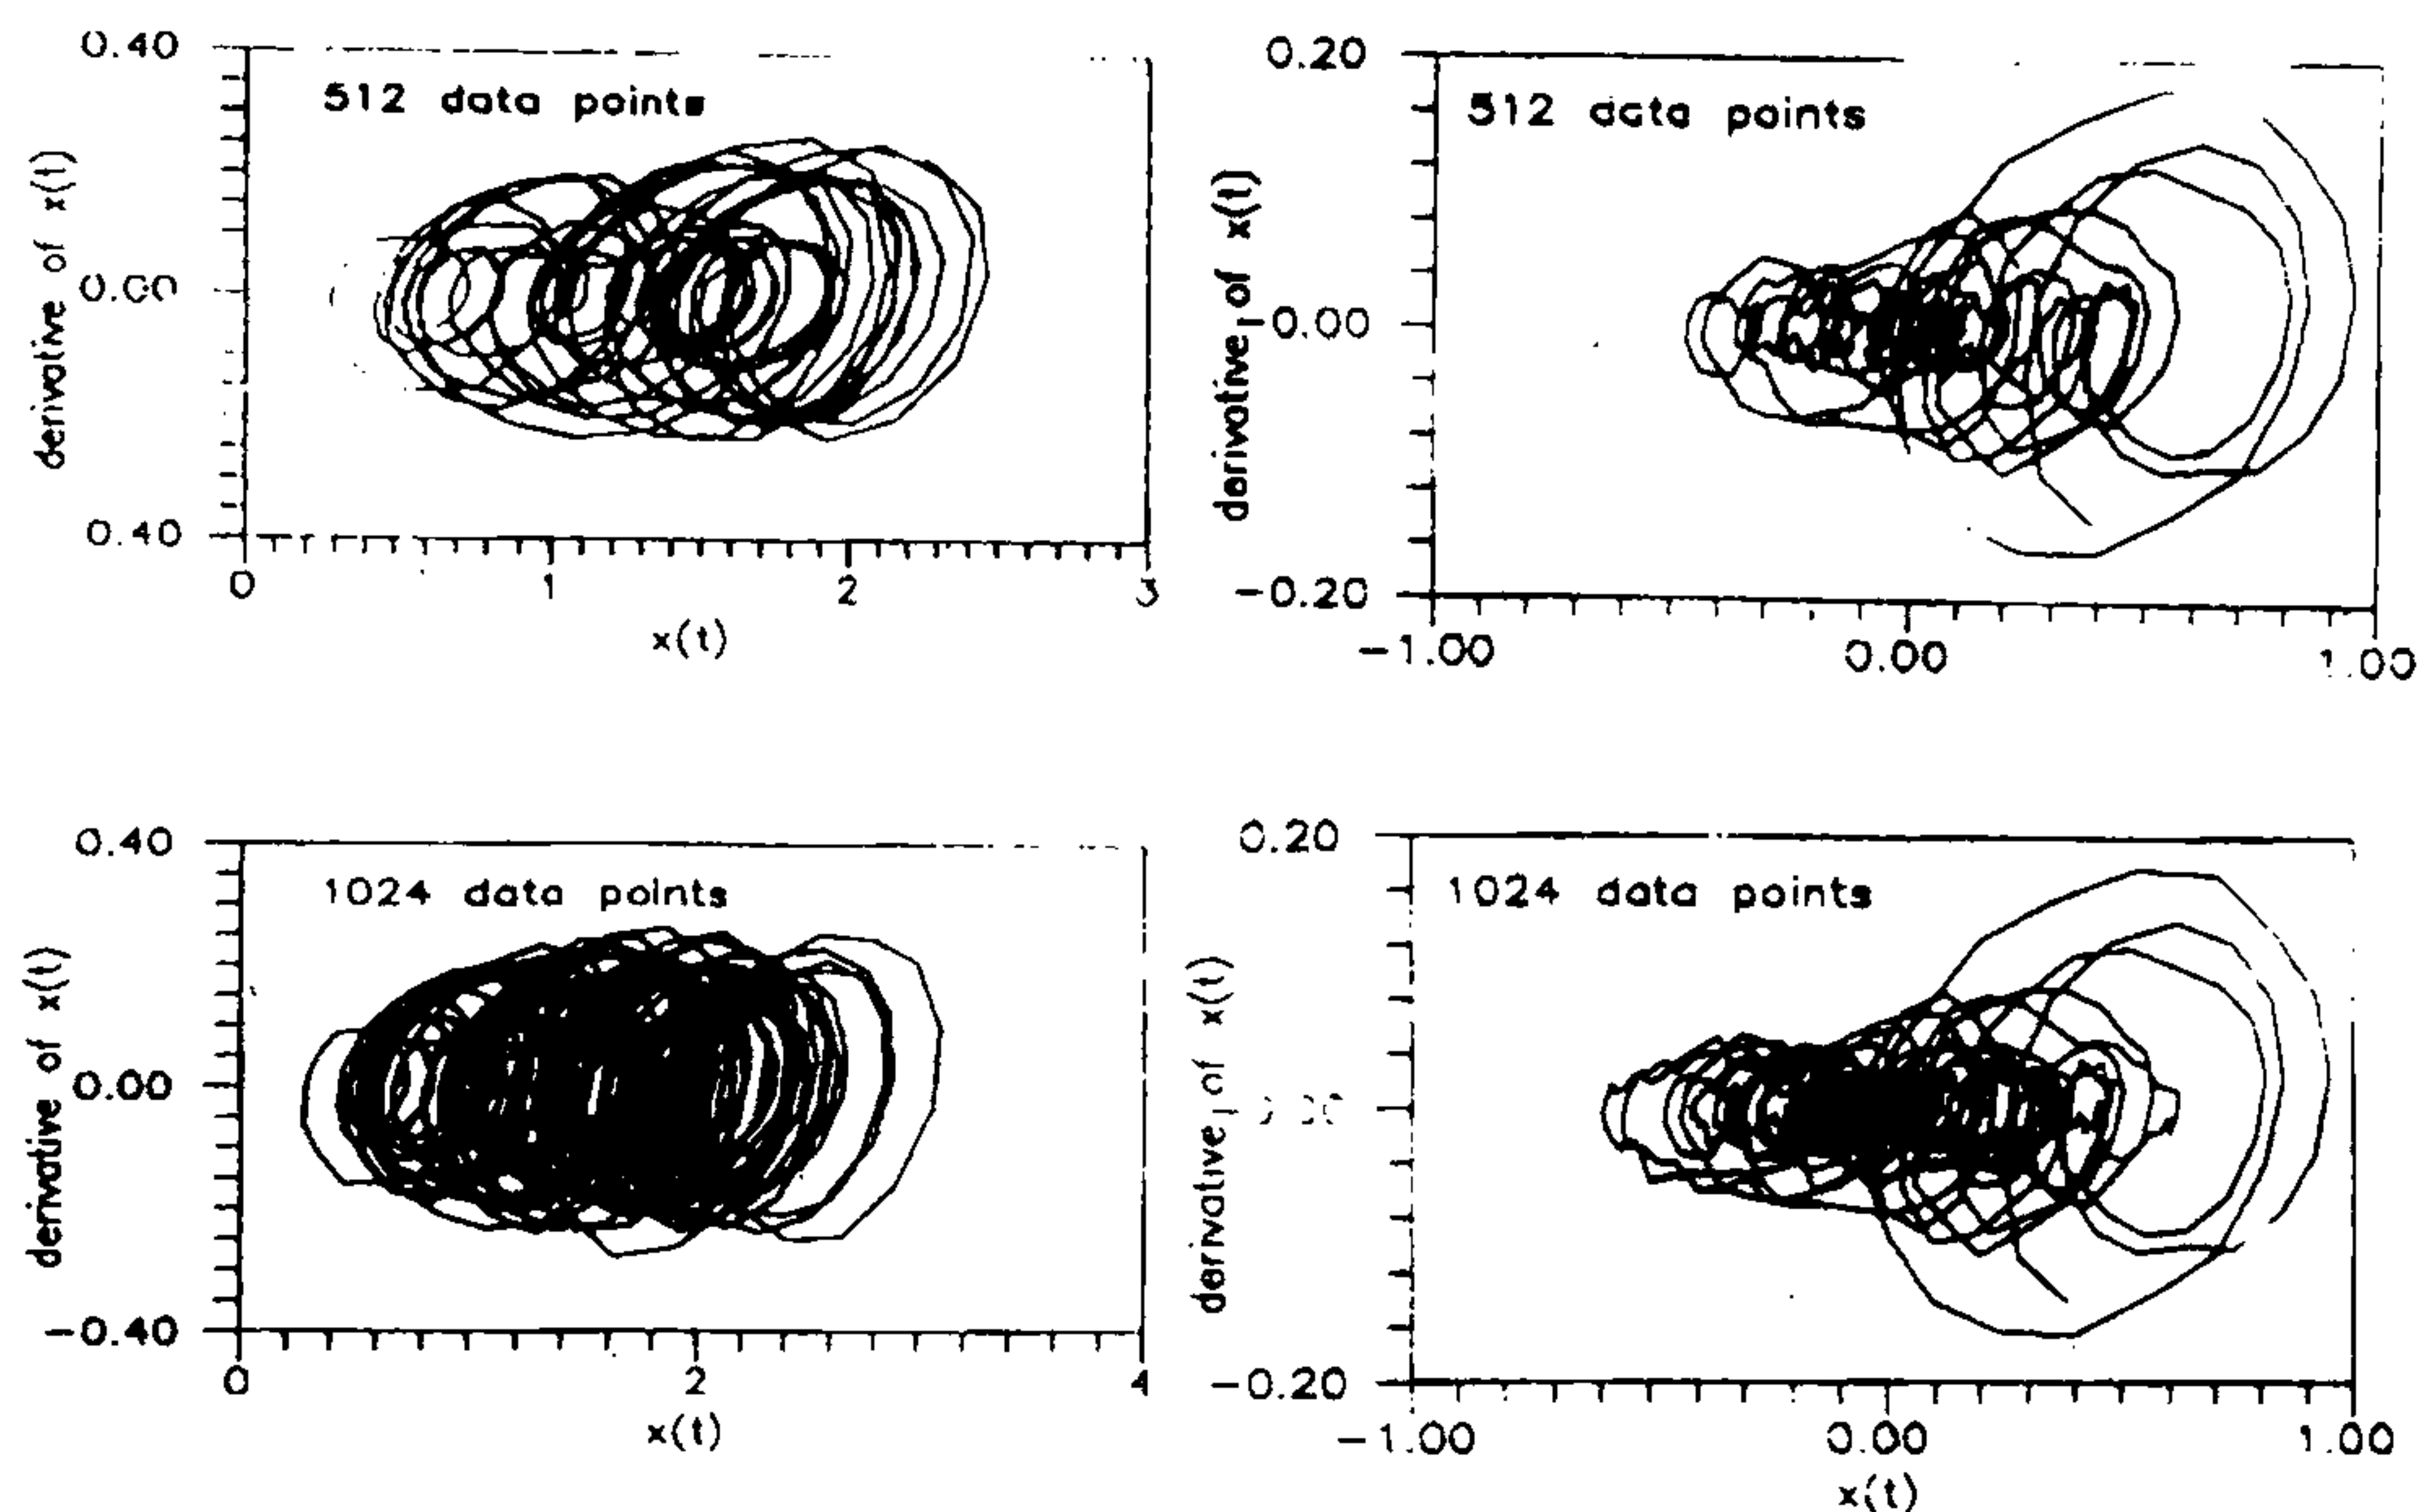 0.40
512 data points
derivative of x(t)
0.00
0.40
0 1 2 3
x(t)
0.20
512 data points
derivative of x(t)
0.00
-0.20
-1.00 0.00 1.00
0.40
1024 data points
derivative of x(t)
0.00
-0.40
0 2 4
x(t)
0.20
1024 data points
derivative of x(t)
-0.20
-1.00 0.00 1.00
x(t)